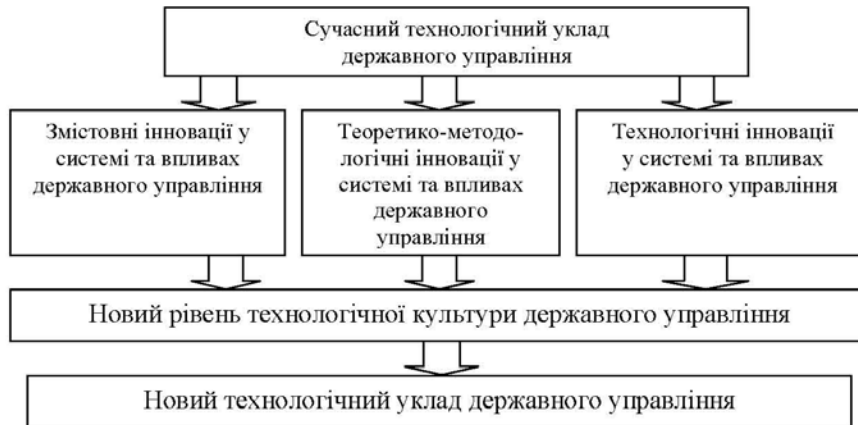 Сучасний технологічний уклад
державного управління
Змістовні інновації у
системі та впливах
державного управління
Теоретико-методо-
логічні інновації у
системі та впливах
державного
управління
Технологічні інновації
у системі та впливах
державного управління
Новий рівень технологічної культури державного управління
Новий технологічний уклад державного управління